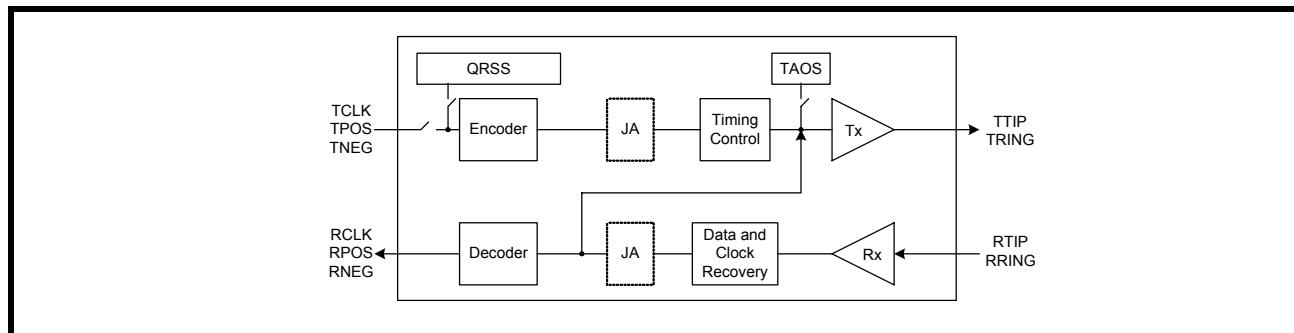 QRSS
TAOS
TCLK
TPOS
TNEG
Encoder
JA
Timing
Control
Tx
TTIP
TRING
RCLK
RPOS
RNEG
Decoder
JA
Data and
Clock
Recovery
Rx
RTIP
RRING